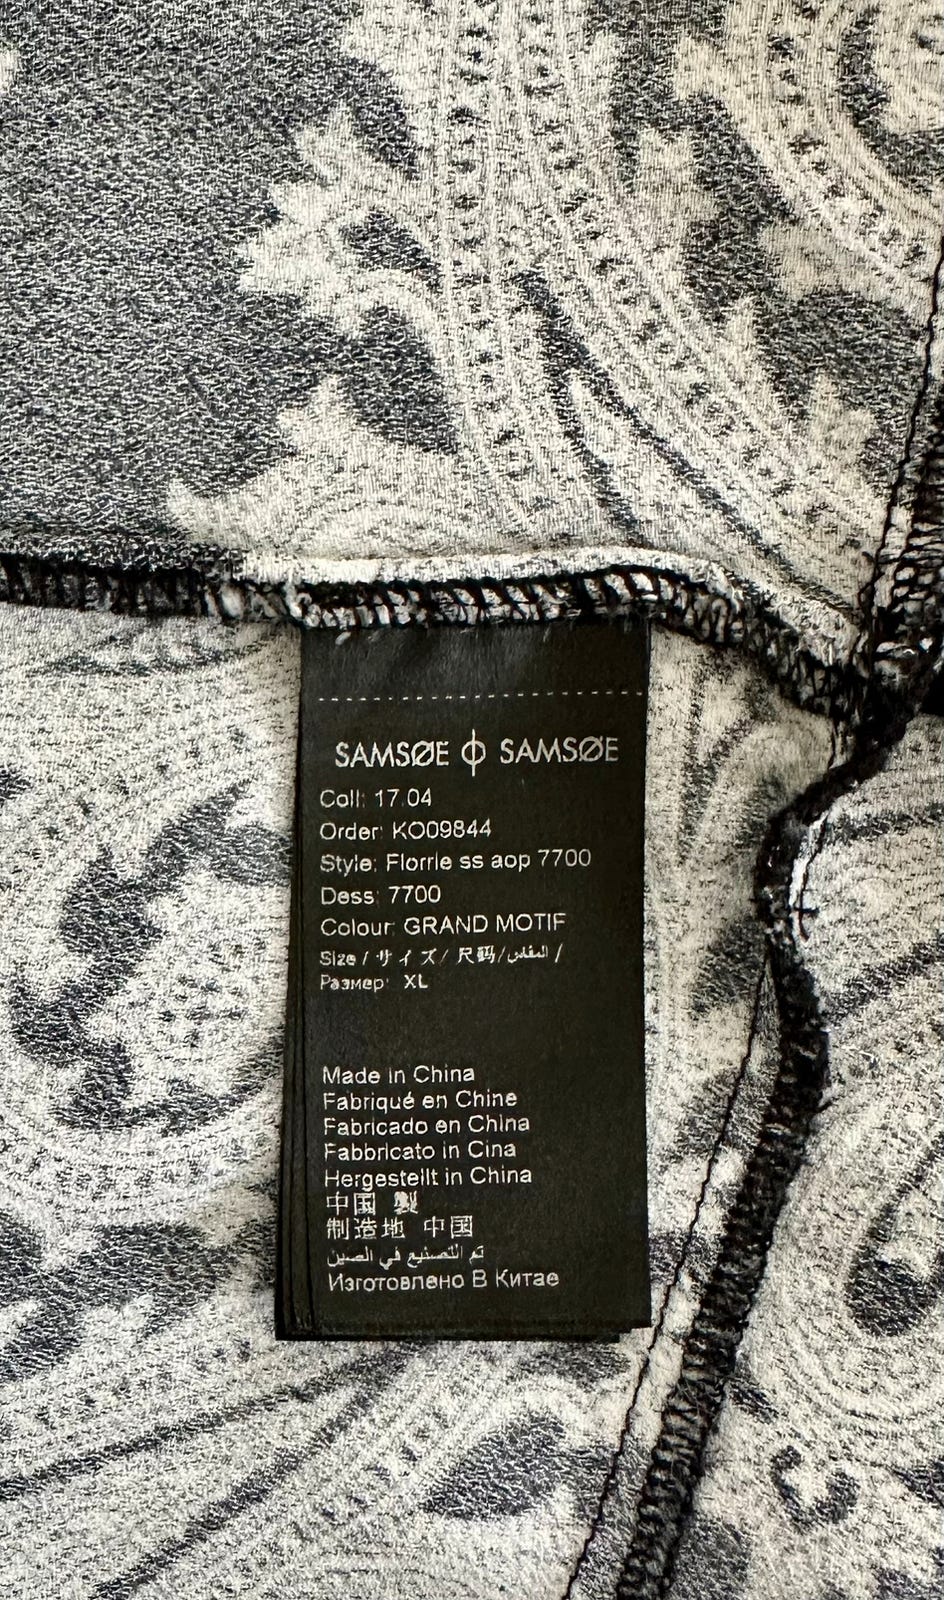 SAMSØE ϕ SAMSØE
Coll: 17.04
Order: KO09844
Style: Florrie ss aop 7700
Dess: 7700
Colour: GRAND MOTIF
Size / サイズ / 尺码 / المقاس /
Размер: XL
Made in China
Fabriqué en Chine
Fabricado en China
Fabbricato in Cina
Hergestellt in China
中国 製
制造地 中国
تم التصنيع في الصين
Изготовлено В Китае